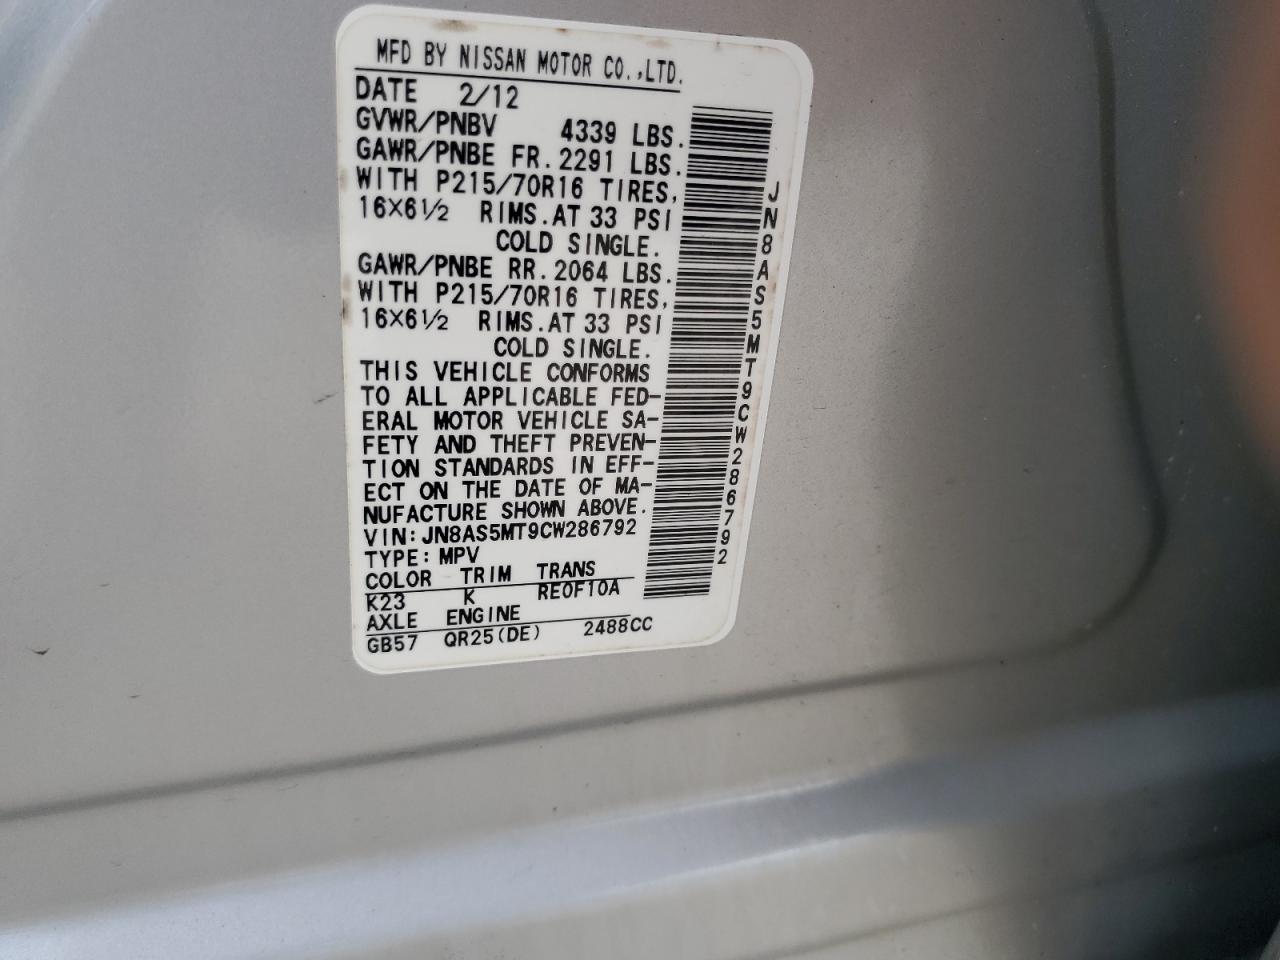 MFD BY NISSAN MOTOR CO.,LTD.
DATE 2/12
GVWR/PNBV 4339 LBS.
GAWR/PNBE FR. 2291 LBS.
WITH P215/70R16 TIRES,
16X6½ RIMS. AT 33 PSI
COLD SINGLE.
GAWR/PNBE RR. 2064 LBS.
WITH P215/70R16 TIRES,
16X6½ RIMS. AT 33 PSI
COLD SINGLE.
THIS VEHICLE CONFORMS
TO ALL APPLICABLE FED-
ERAL MOTOR VEHICLE SA-
FETY AND THEFT PREVEN-
TION STANDARDS IN EFF-
ECT ON THE DATE OF MA-
NUFACTURE SHOWN ABOVE.
VIN: JN8AS5MT9CW286792
TYPE: MPV
COLOR TRIM TRANS
K23 K RE0F10A
AXLE ENGINE
GB57 QR25(DE) 2488CC
JN8AS5MT9CW286792